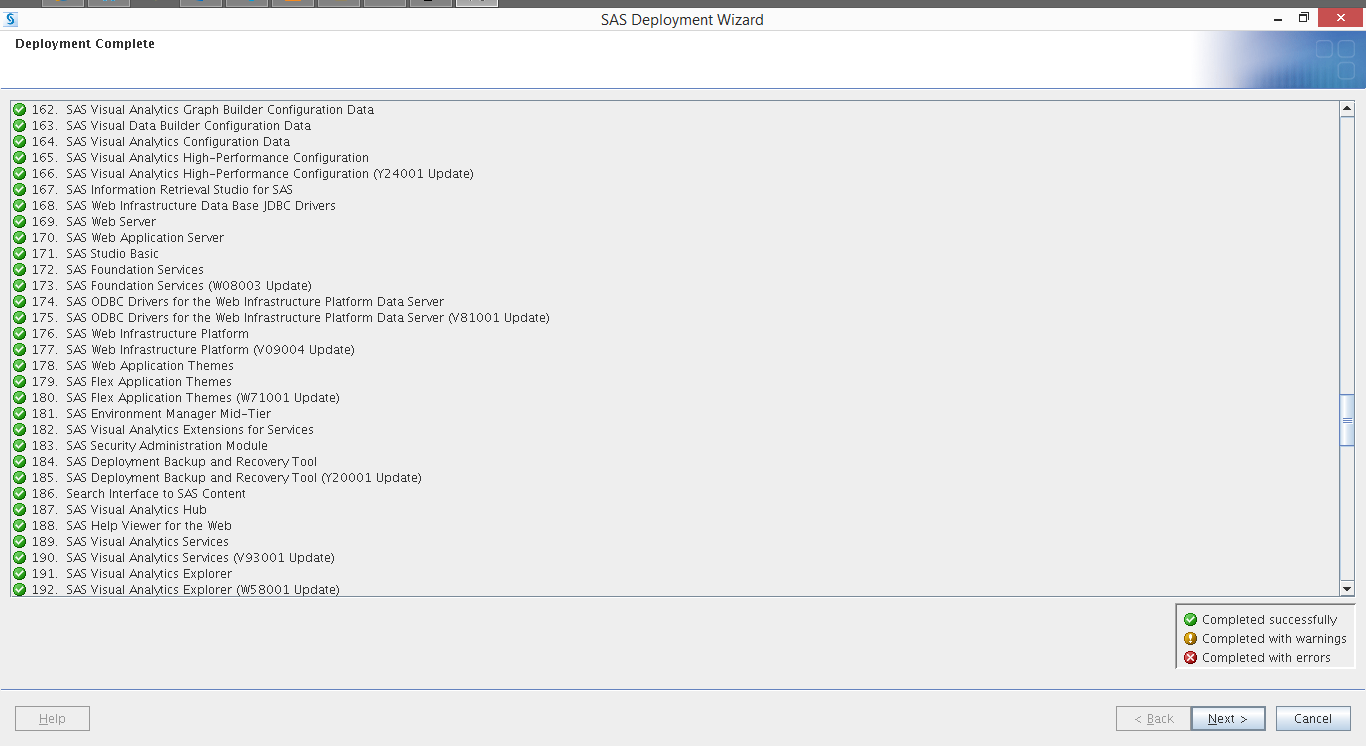 SAS Deployment Wizard
Deployment Complete
162. SAS Visual Analytics Graph Builder Configuration Data
163. SAS Visual Data Builder Configuration Data
164. SAS Visual Analytics Configuration Data
165. SAS Visual Analytics High-Performance Configuration
166. SAS Visual Analytics High-Performance Configuration (Y24001 Update)
167. SAS Information Retrieval Studio for SAS
168. SAS Web Infrastructure Data Base JDBC Drivers
169. SAS Web Server
170. SAS Web Application Server
171. SAS Studio Basic
172. SAS Foundation Services
173. SAS Foundation Services (W08003 Update)
174. SAS ODBC Drivers for the Web Infrastructure Platform Data Server
175. SAS ODBC Drivers for the Web Infrastructure Platform Data Server (V81001 Update)
176. SAS Web Infrastructure Platform
177. SAS Web Infrastructure Platform (V09004 Update)
178. SAS Web Application Themes
179. SAS Flex Application Themes
180. SAS Flex Application Themes (W71001 Update)
181. SAS Environment Manager Mid-Tier
182. SAS Visual Analytics Extensions for Services
183. SAS Security Administration Module
184. SAS Deployment Backup and Recovery Tool
185. SAS Deployment Backup and Recovery Tool (Y20001 Update)
186. Search Interface to SAS Content
187. SAS Visual Analytics Hub
188. SAS Help Viewer for the Web
189. SAS Visual Analytics Services
190. SAS Visual Analytics Services (V93001 Update)
191. SAS Visual Analytics Explorer
192. SAS Visual Analytics Explorer (W58001 Update)
Completed successfully
Completed with warnings
Completed with errors
Help < Back Next > Cancel